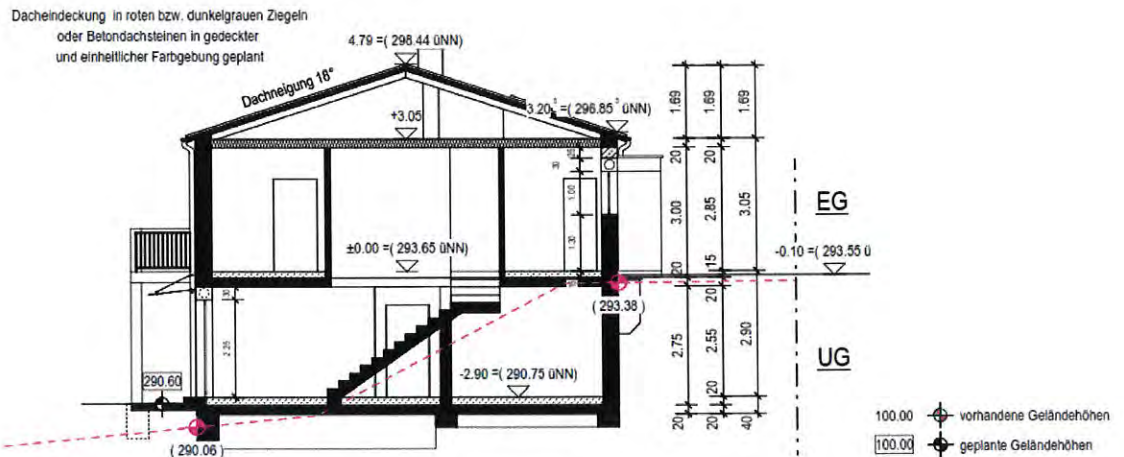 Dacheindeckung in roten bzw. dunkelgrauen Ziegeln
oder Betondachsteinen in gedeckter
und einheitlicher Farbgebung geplant
4.79 =( 298.44 üNN)
Dachneigung 18°
3.20⁵ =( 296.85⁵ üNN)
+3.05
1.69
1.69
1.69
20
20
25
30
1.00
1.30
3.00
2.85
3.05
EG
±0.00 =( 293.65 üNN)
-0.10 =( 293.55 ü
20
15
20
( 293.38 )
30
2.25
2.75
2.55
2.90
UG
-2.90 =( 290.75 üNN)
290.60
20
20
20
40
( 290.06 )
100.00 vorhandene Geländehöhen
100.00 geplante Geländehöhen